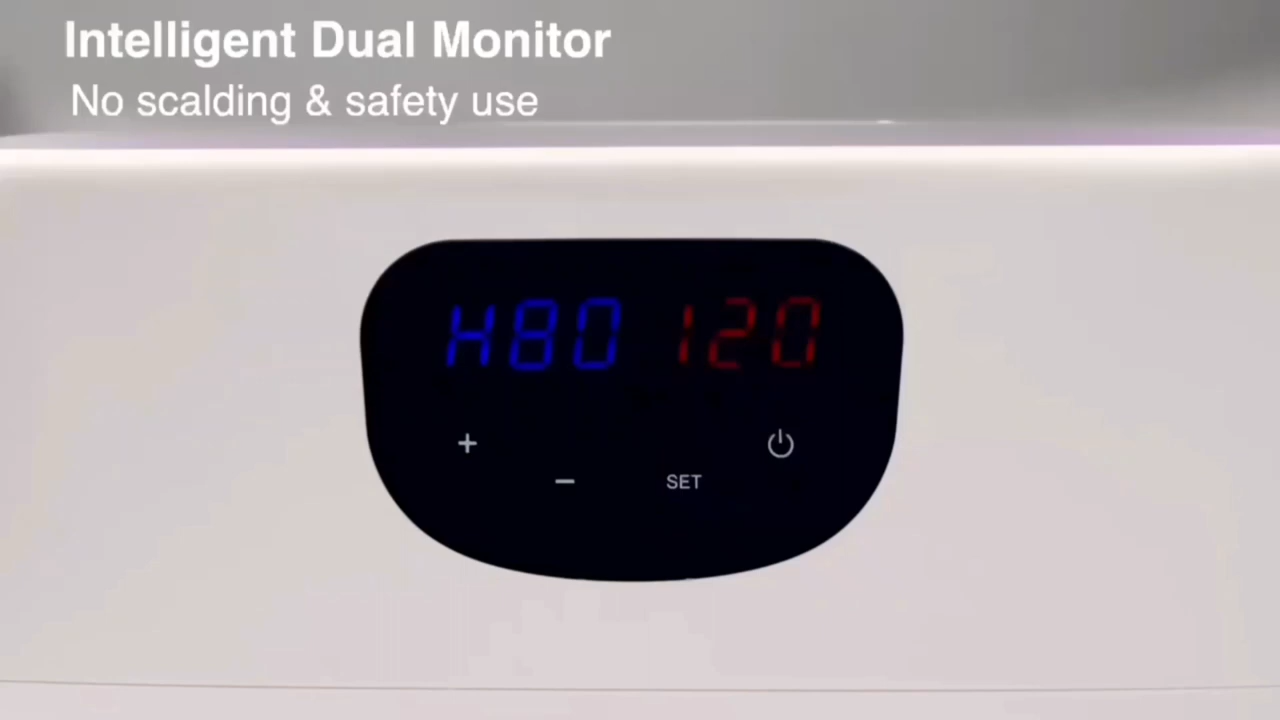 Intelligent Dual Monitor
No scalding & safety use
H80 120
+
− SET